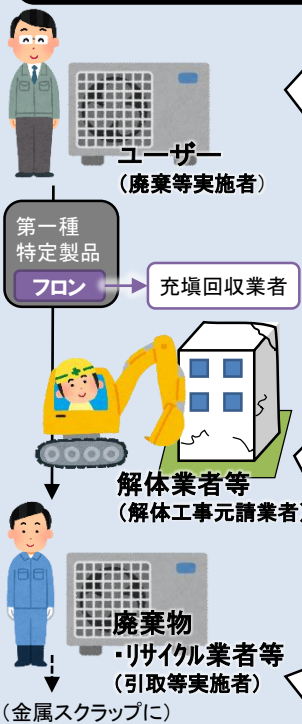 ユーザー
(廃棄等実施者)
第一種
特定製品
フロン
充塡回収業者
解体業者等
(解体工事元請業者)
廃棄物
・リサイクル業者等
(引取等実施者)
(金属スクラップに)